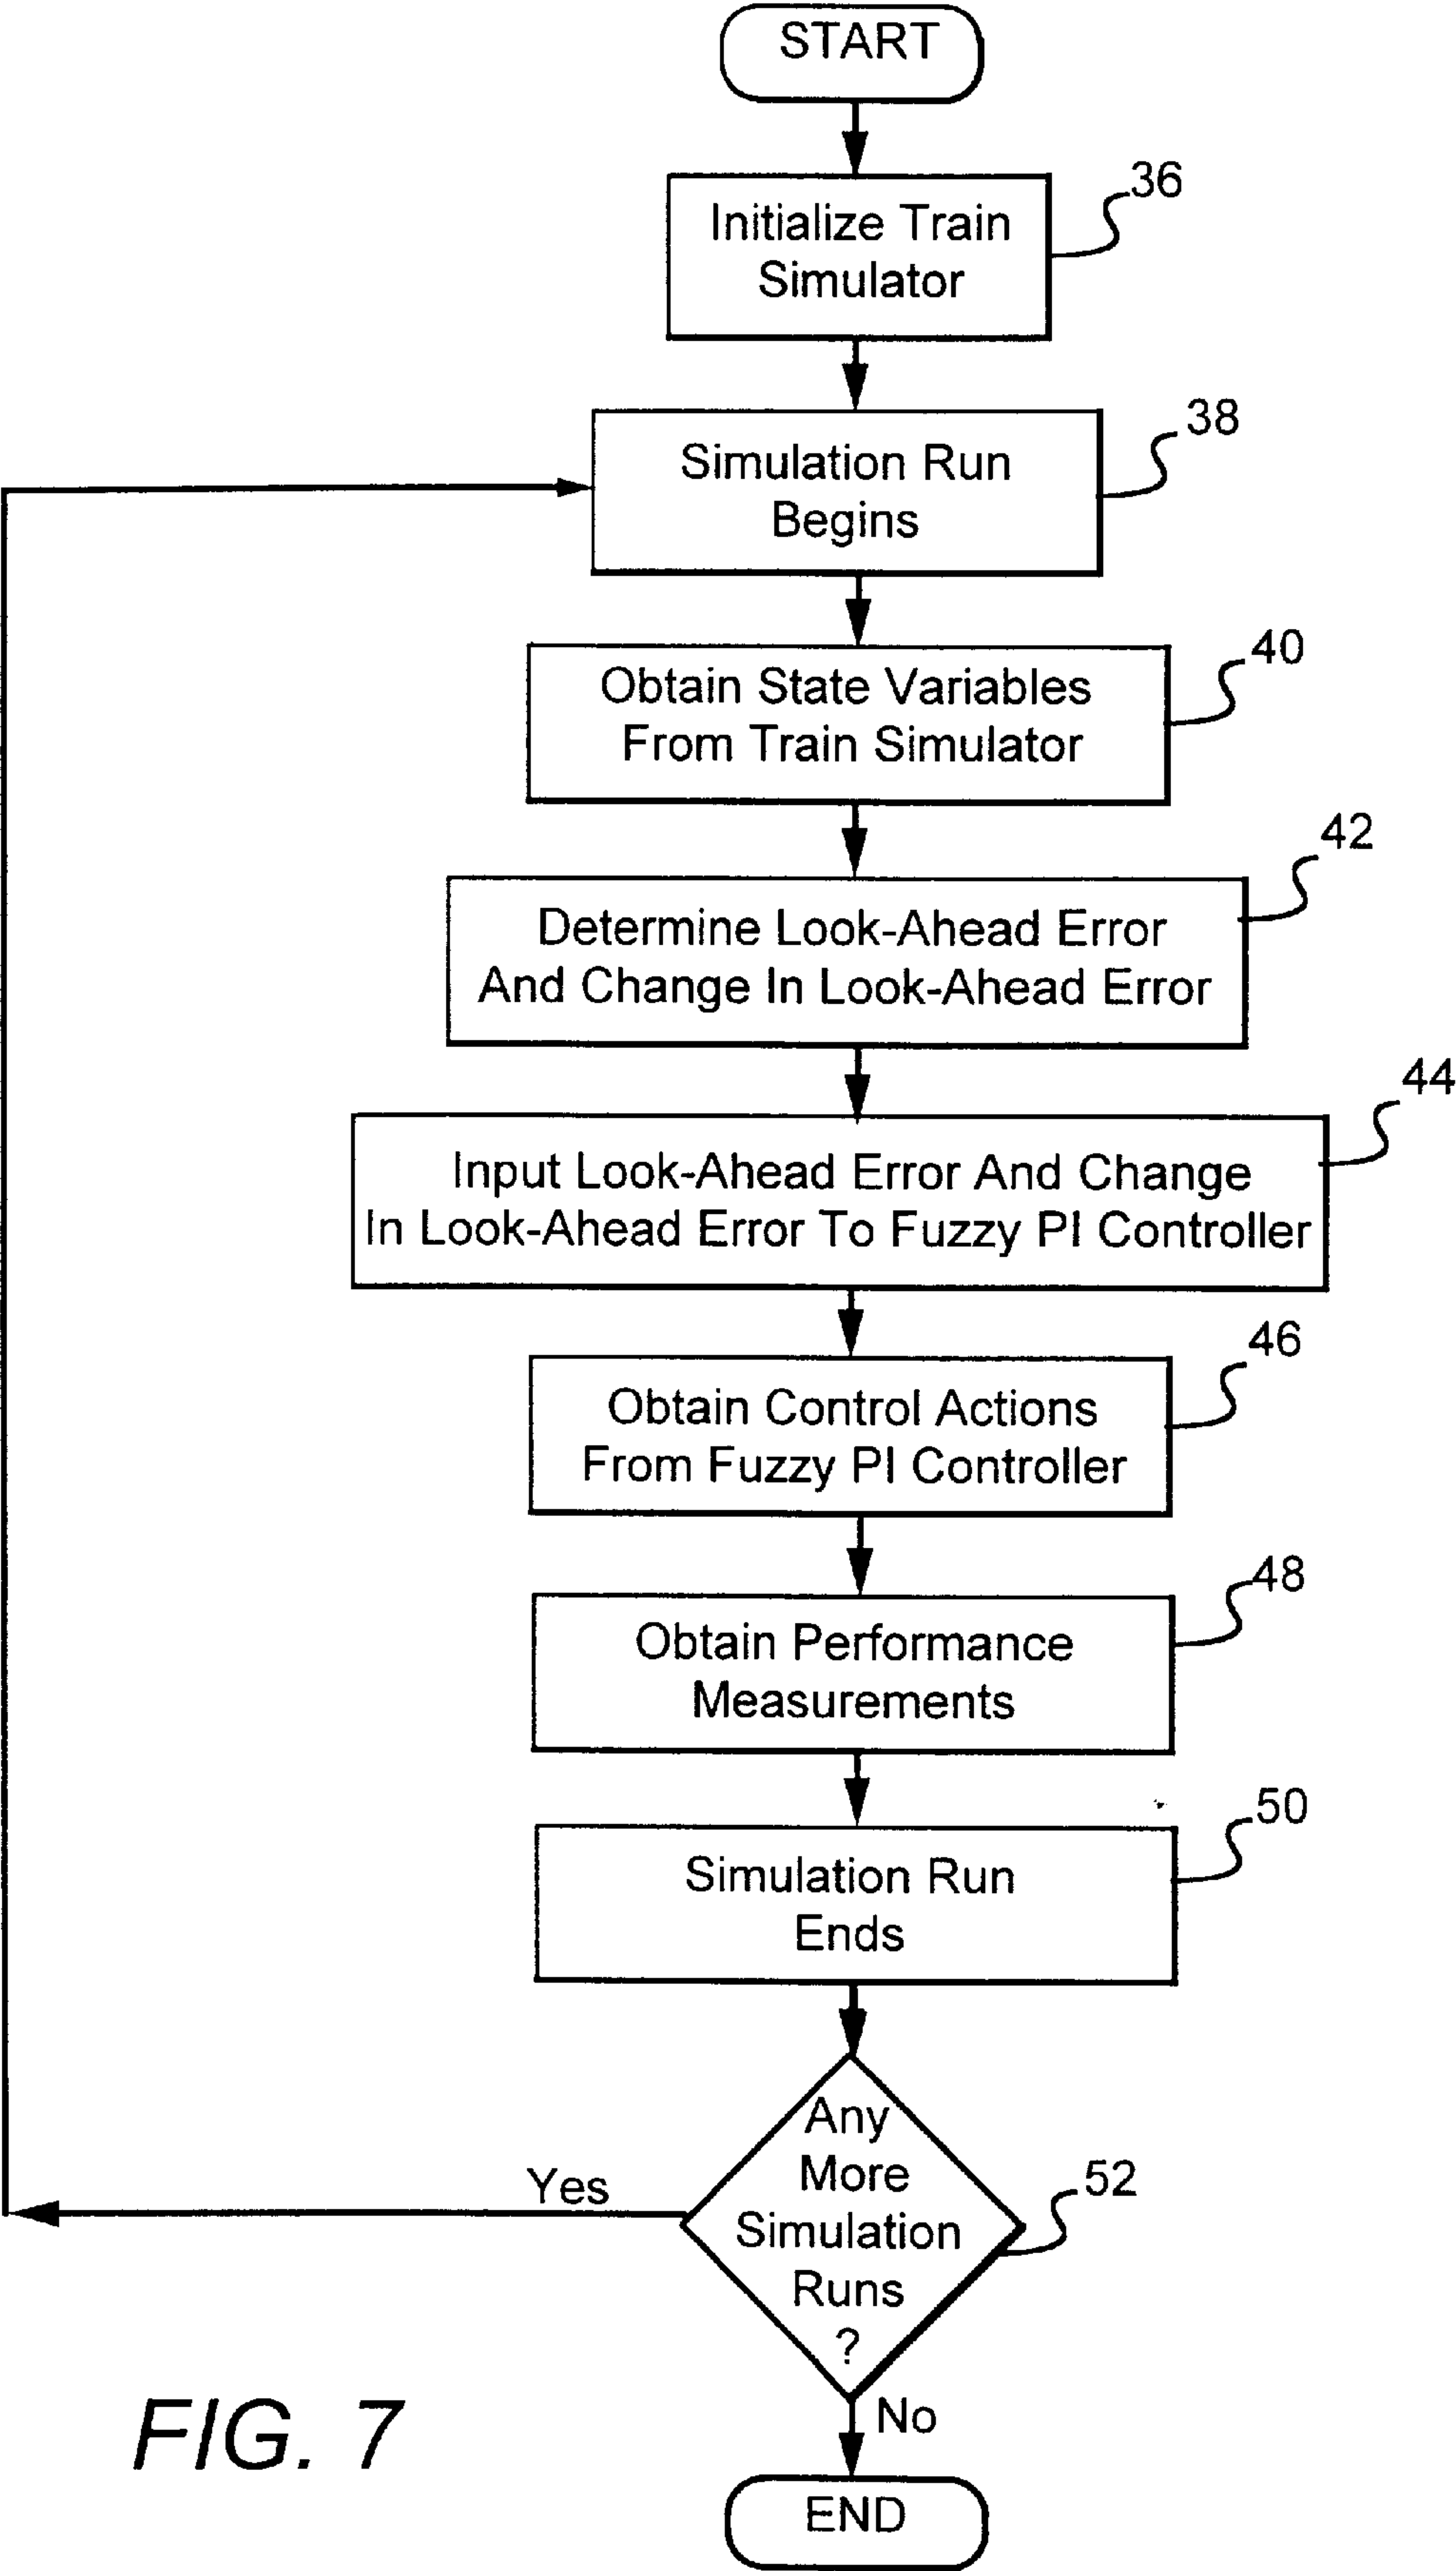 START
36
Initialize Train
Simulator
38
Simulation Run
Begins
40
Obtain State Variables
From Train Simulator
42
Determine Look-Ahead Error
And Change In Look-Ahead Error
44
Input Look-Ahead Error And Change
In Look-Ahead Error To Fuzzy PI Controller
46
Obtain Control Actions
From Fuzzy PI Controller
48
Obtain Performance
Measurements
50
Simulation Run
Ends
Any
More
Simulation
Runs
?
52
Yes
No
END
FIG. 7